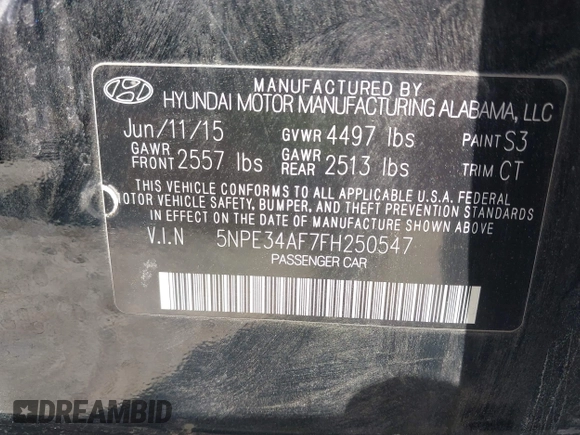 MANUFACTURED BY
HYUNDAI MOTOR MANUFACTURING ALABAMA, LLC
Jun/11/15 GVWR 4497 lbs PAINT S3
GAWR FRONT 2557 lbs GAWR REAR 2513 lbs TRIM CT
THIS VEHICLE CONFORMS TO ALL APPLICABLE U.S.A. FEDERAL
MOTOR VEHICLE SAFETY, BUMPER, AND THEFT PREVENTION STANDARDS
IN EFFECT ON THE DATE OF MANUFACTURE SHOWN ABOVE
V.I.N 5NPE34AF7FH250547
PASSENGER CAR
DREAMBID